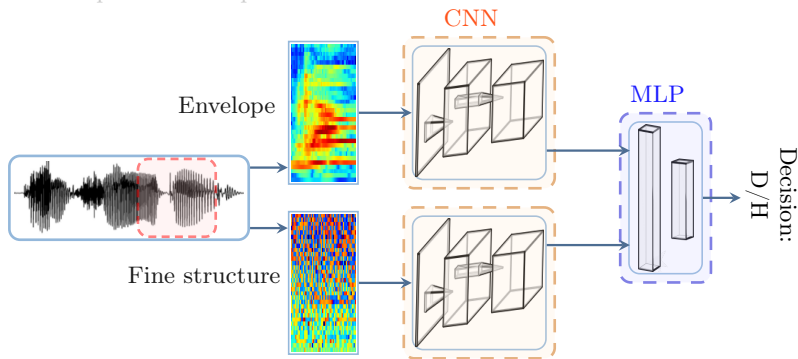 CNN
Envelope
MLP
Fine structure
Decision:
D/H